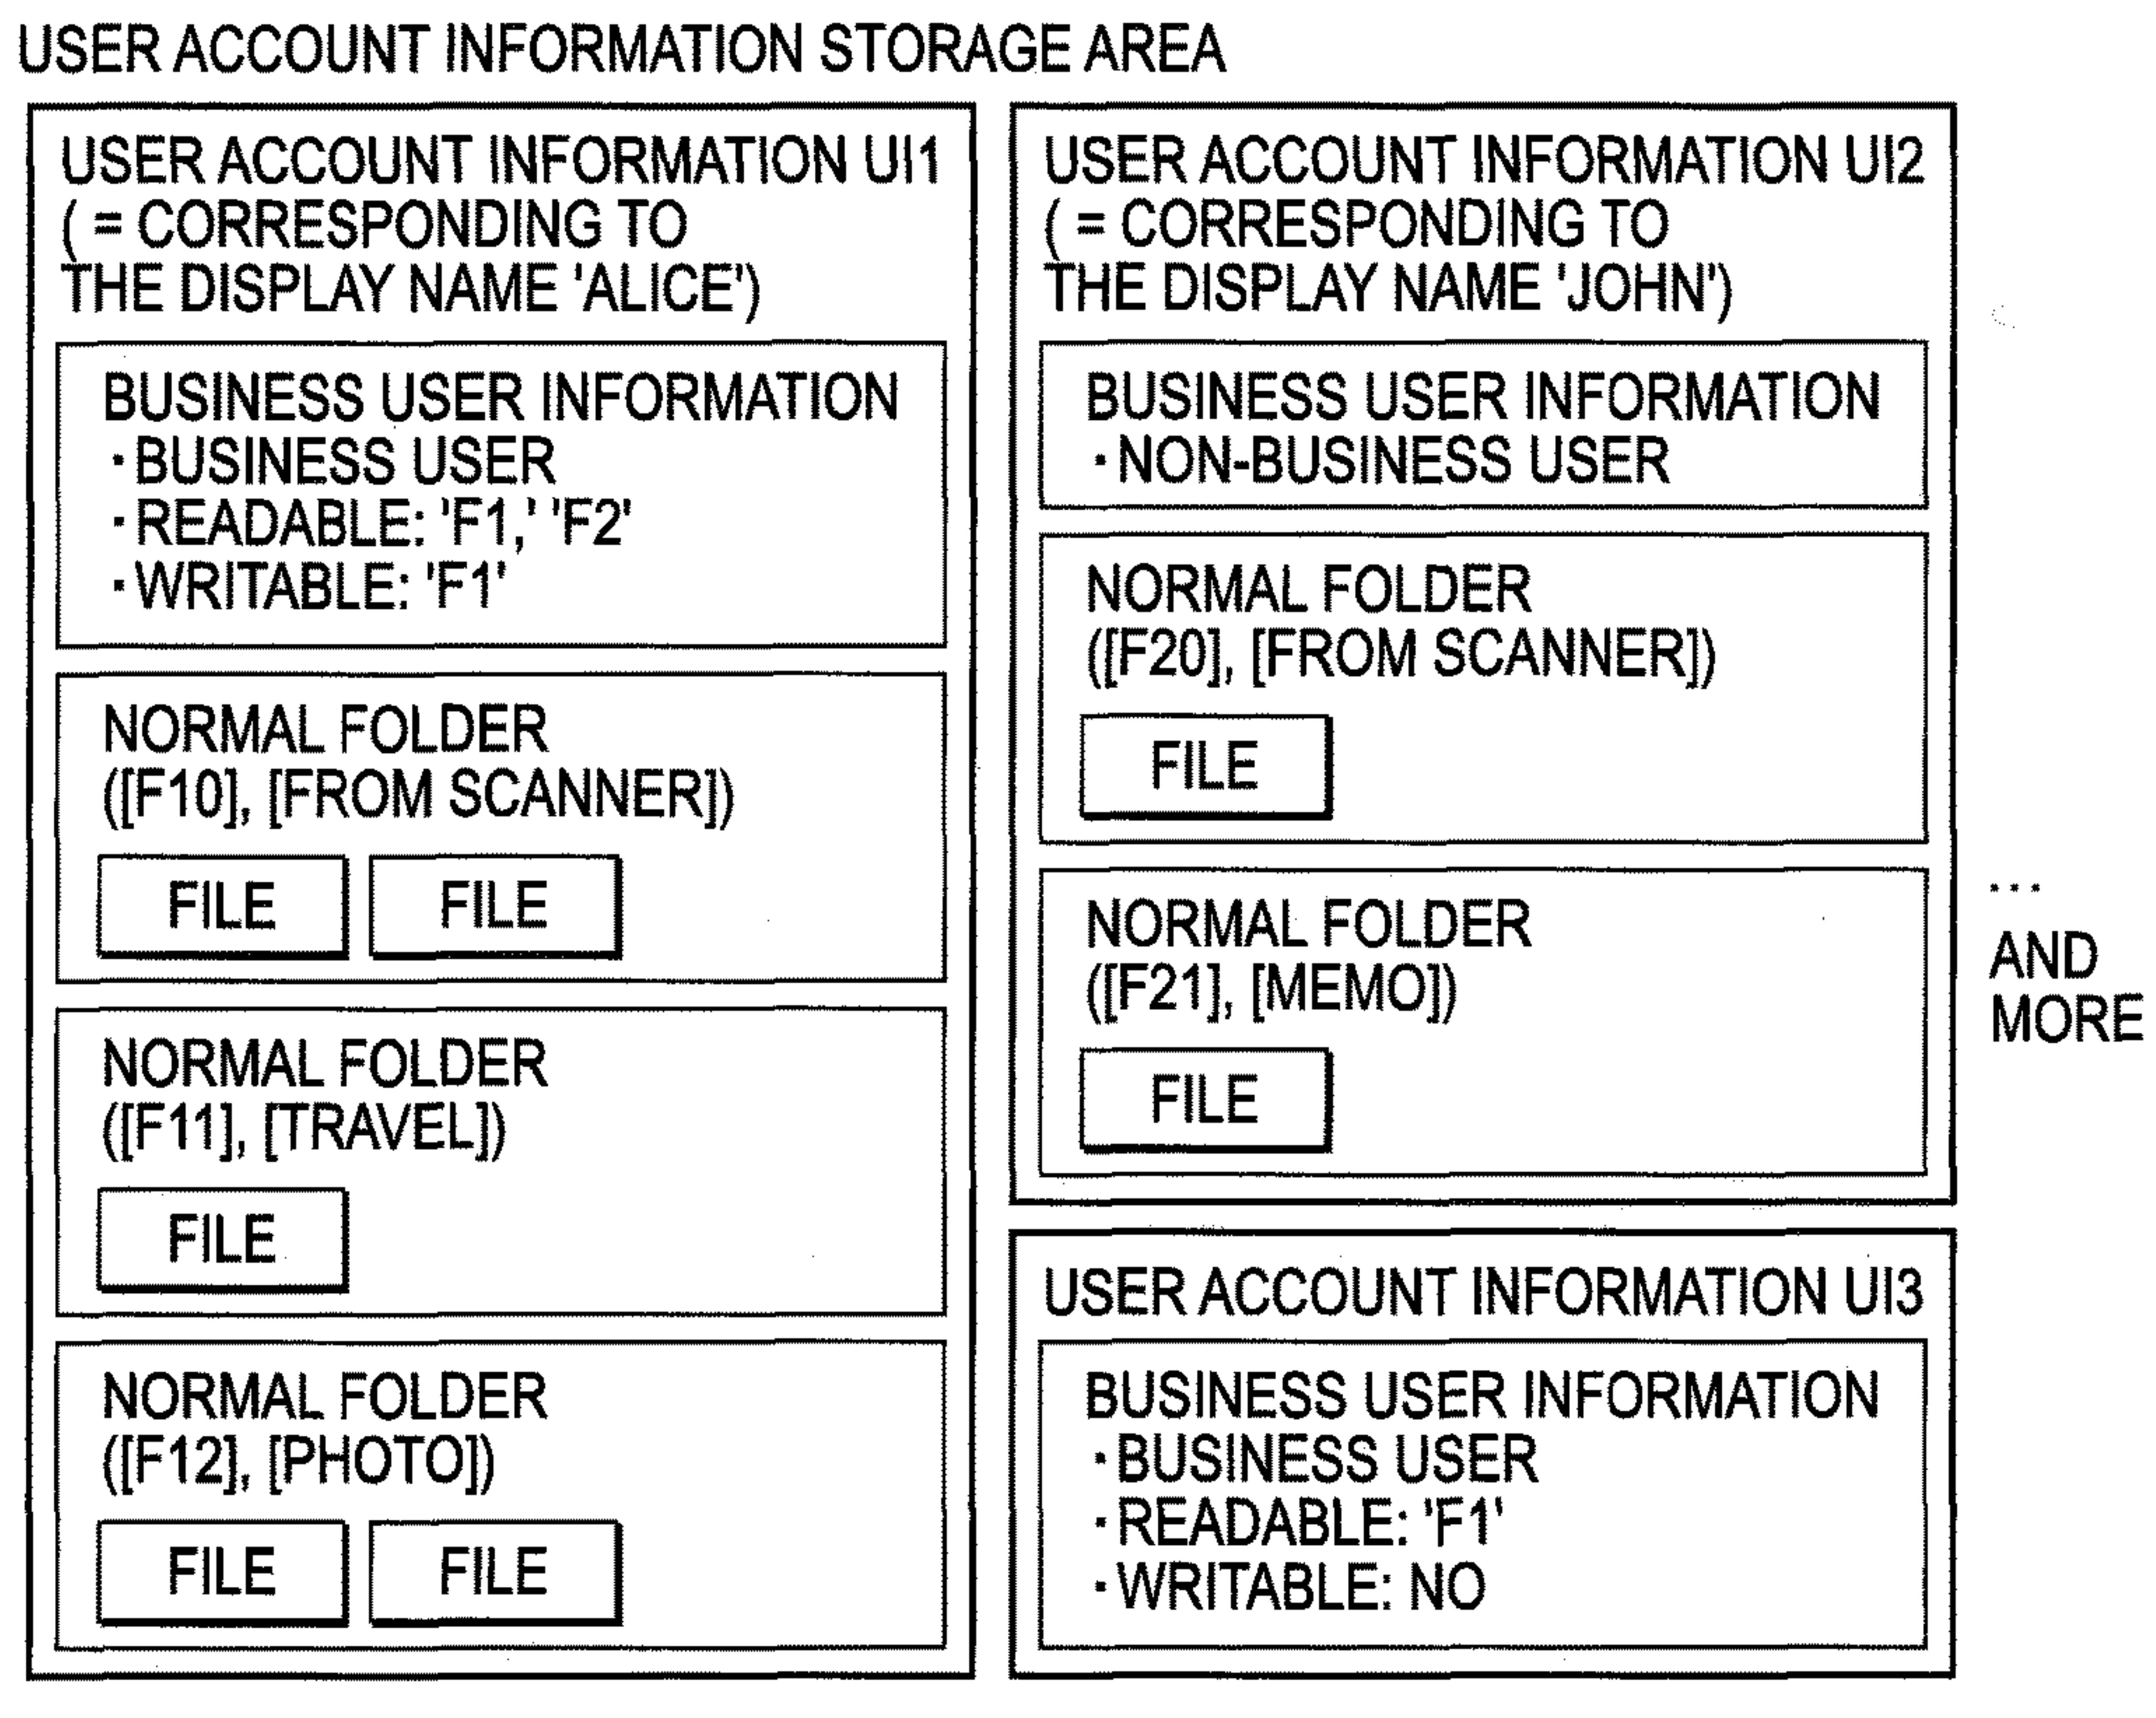 USER ACCOUNT INFORMATION STORAGE AREA
USER ACCOUNT INFORMATION UI1
( = CORRESPONDING TO
THE DISPLAY NAME 'ALICE')
BUSINESS USER INFORMATION
· BUSINESS USER
· READABLE: 'F1,' 'F2'
· WRITABLE: 'F1'
NORMAL FOLDER
([F10], [FROM SCANNER])
FILE FILE
NORMAL FOLDER
([F11], [TRAVEL])
FILE
NORMAL FOLDER
([F12], [PHOTO])
FILE FILE
USER ACCOUNT INFORMATION UI2
( = CORRESPONDING TO
THE DISPLAY NAME 'JOHN')
BUSINESS USER INFORMATION
· NON-BUSINESS USER
NORMAL FOLDER
([F20], [FROM SCANNER])
FILE
NORMAL FOLDER
([F21], [MEMO])
FILE
USER ACCOUNT INFORMATION UI3
BUSINESS USER INFORMATION
· BUSINESS USER
· READABLE: 'F1'
· WRITABLE: NO
...
AND
MORE